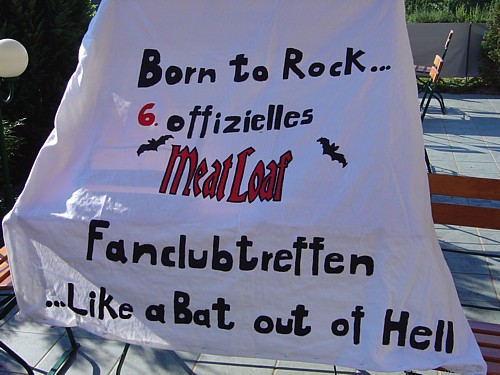 Born to Rock...
6. offizielles
Meat Loaf
Fanclubtreffen
...Like a Bat out of Hell